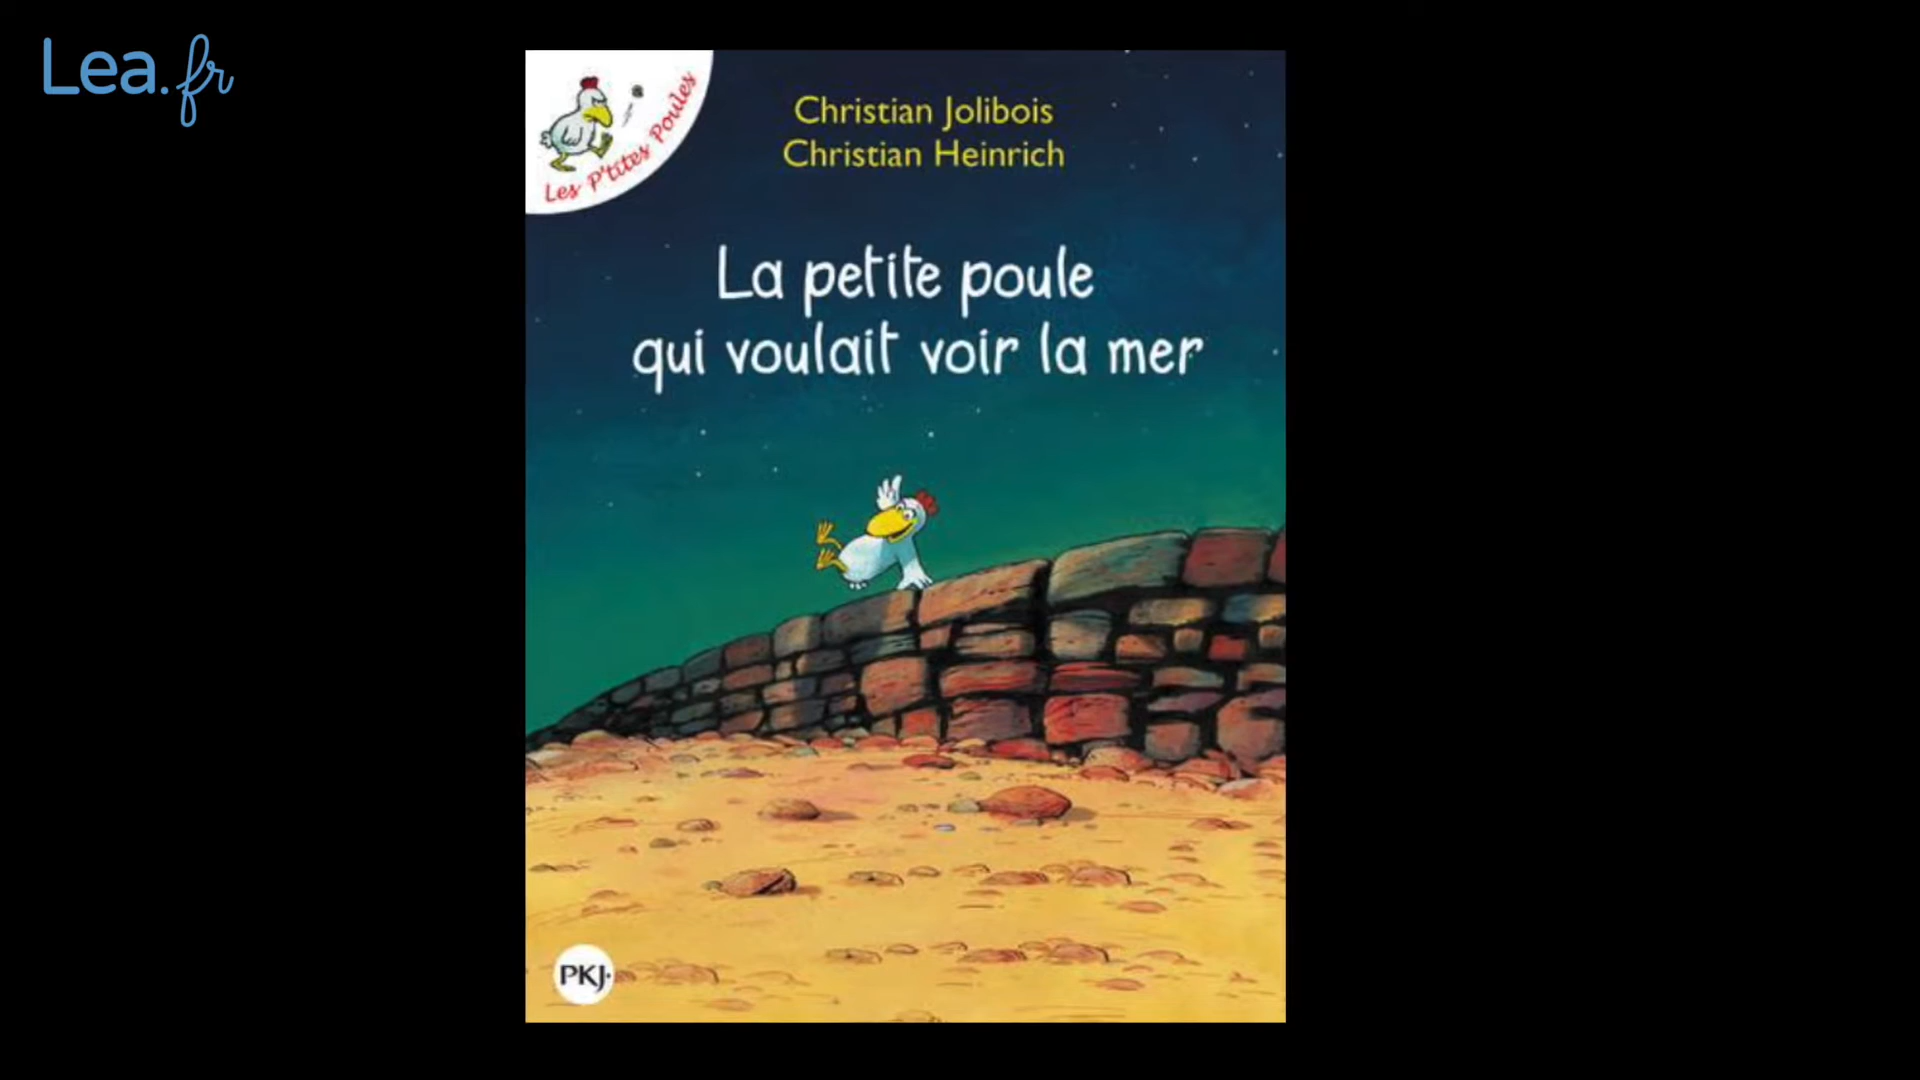 Lea.fr
Les P'tites Poules
Christian Jolibois
Christian Heinrich
La petite poule
qui voulait voir la mer
PKJ.